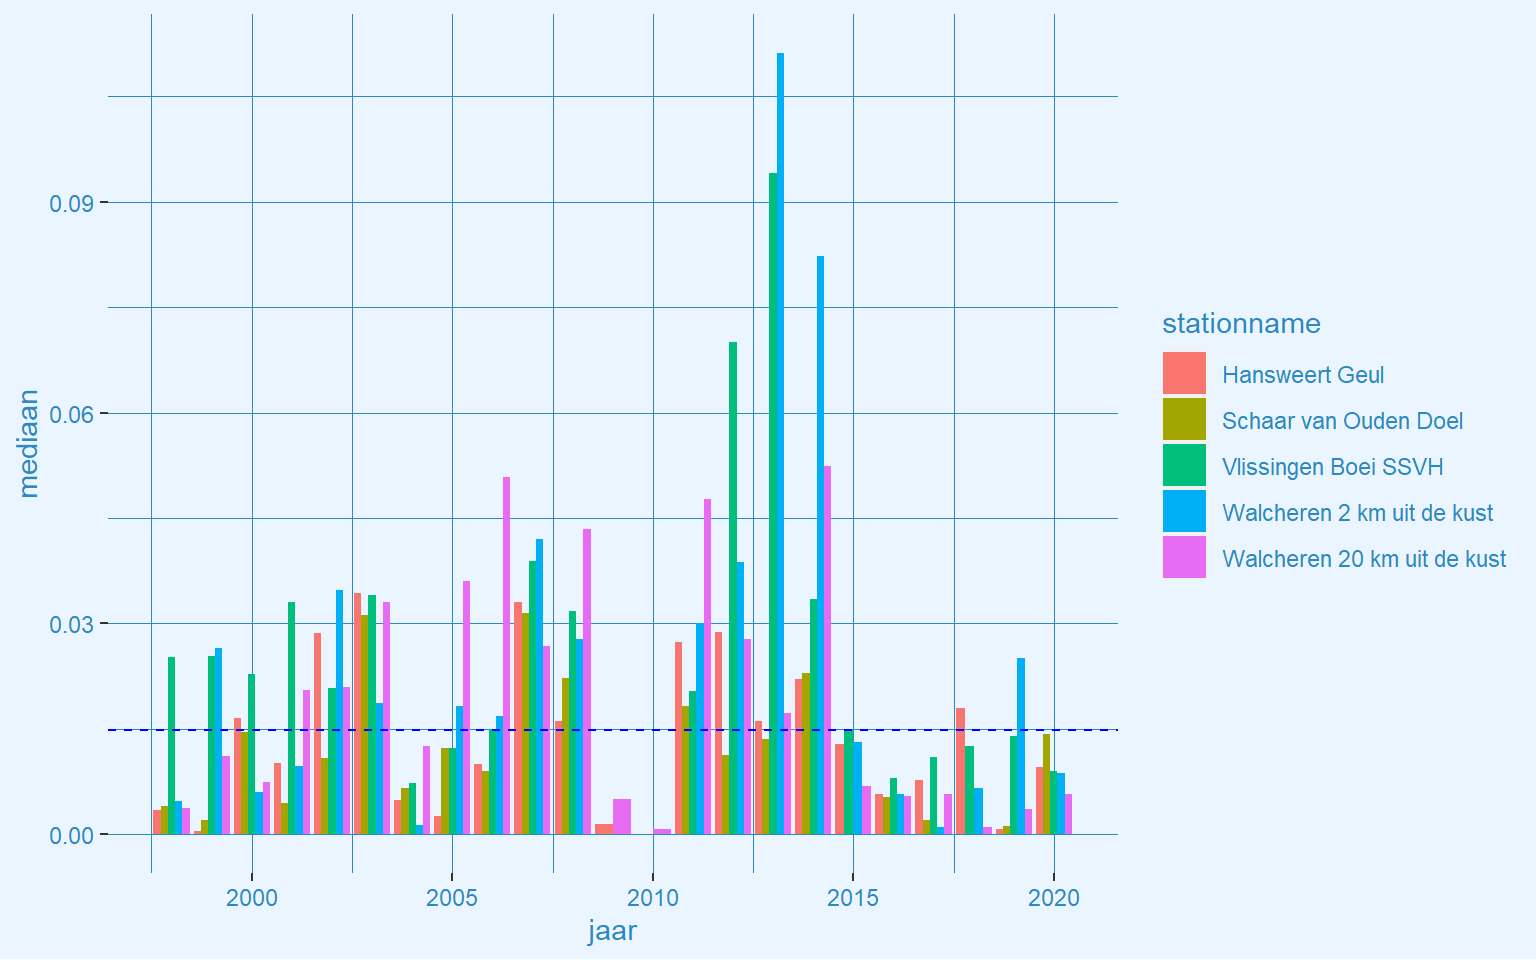 0.09
0.06
0.03
0.00
mediaan
2000 2005 2010 2015 2020
jaar
stationname
Hansweert Geul
Schaar van Ouden Doel
Vlissingen Boei SSVH
Walcheren 2 km uit de kust
Walcheren 20 km uit de kust